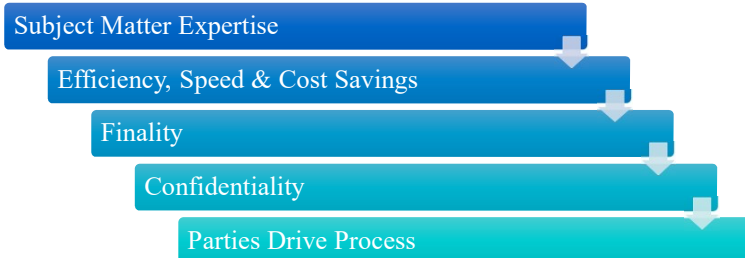 Subject Matter Expertise
Efficiency, Speed & Cost Savings
Finality
Confidentiality
Parties Drive Process